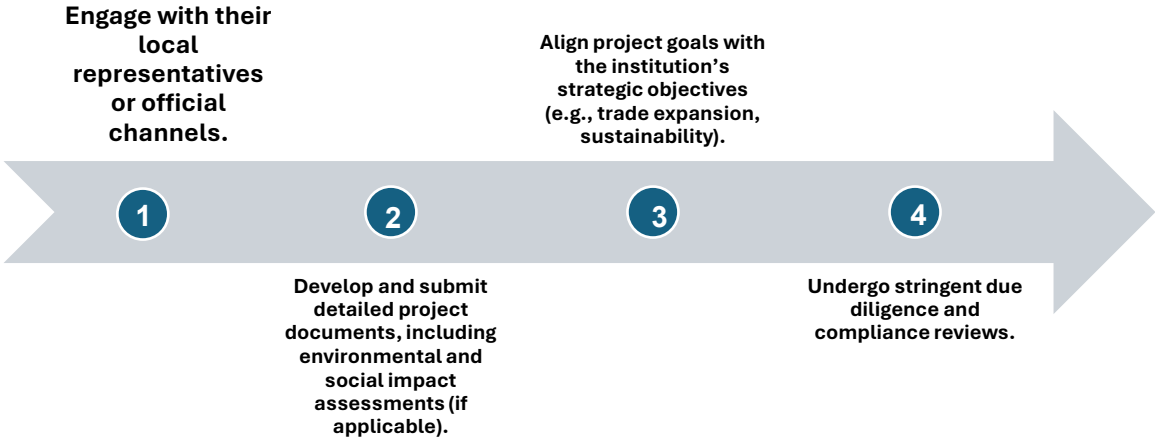 Engage with their
local
representatives
or official
channels.
Align project goals with
the institution's
strategic objectives
(e.g., trade expansion,
sustainability).
1
2
3
4
Develop and submit
detailed project
documents, including
environmental and
social impact
assessments (if
applicable).
Undergo stringent due
diligence and
compliance reviews.